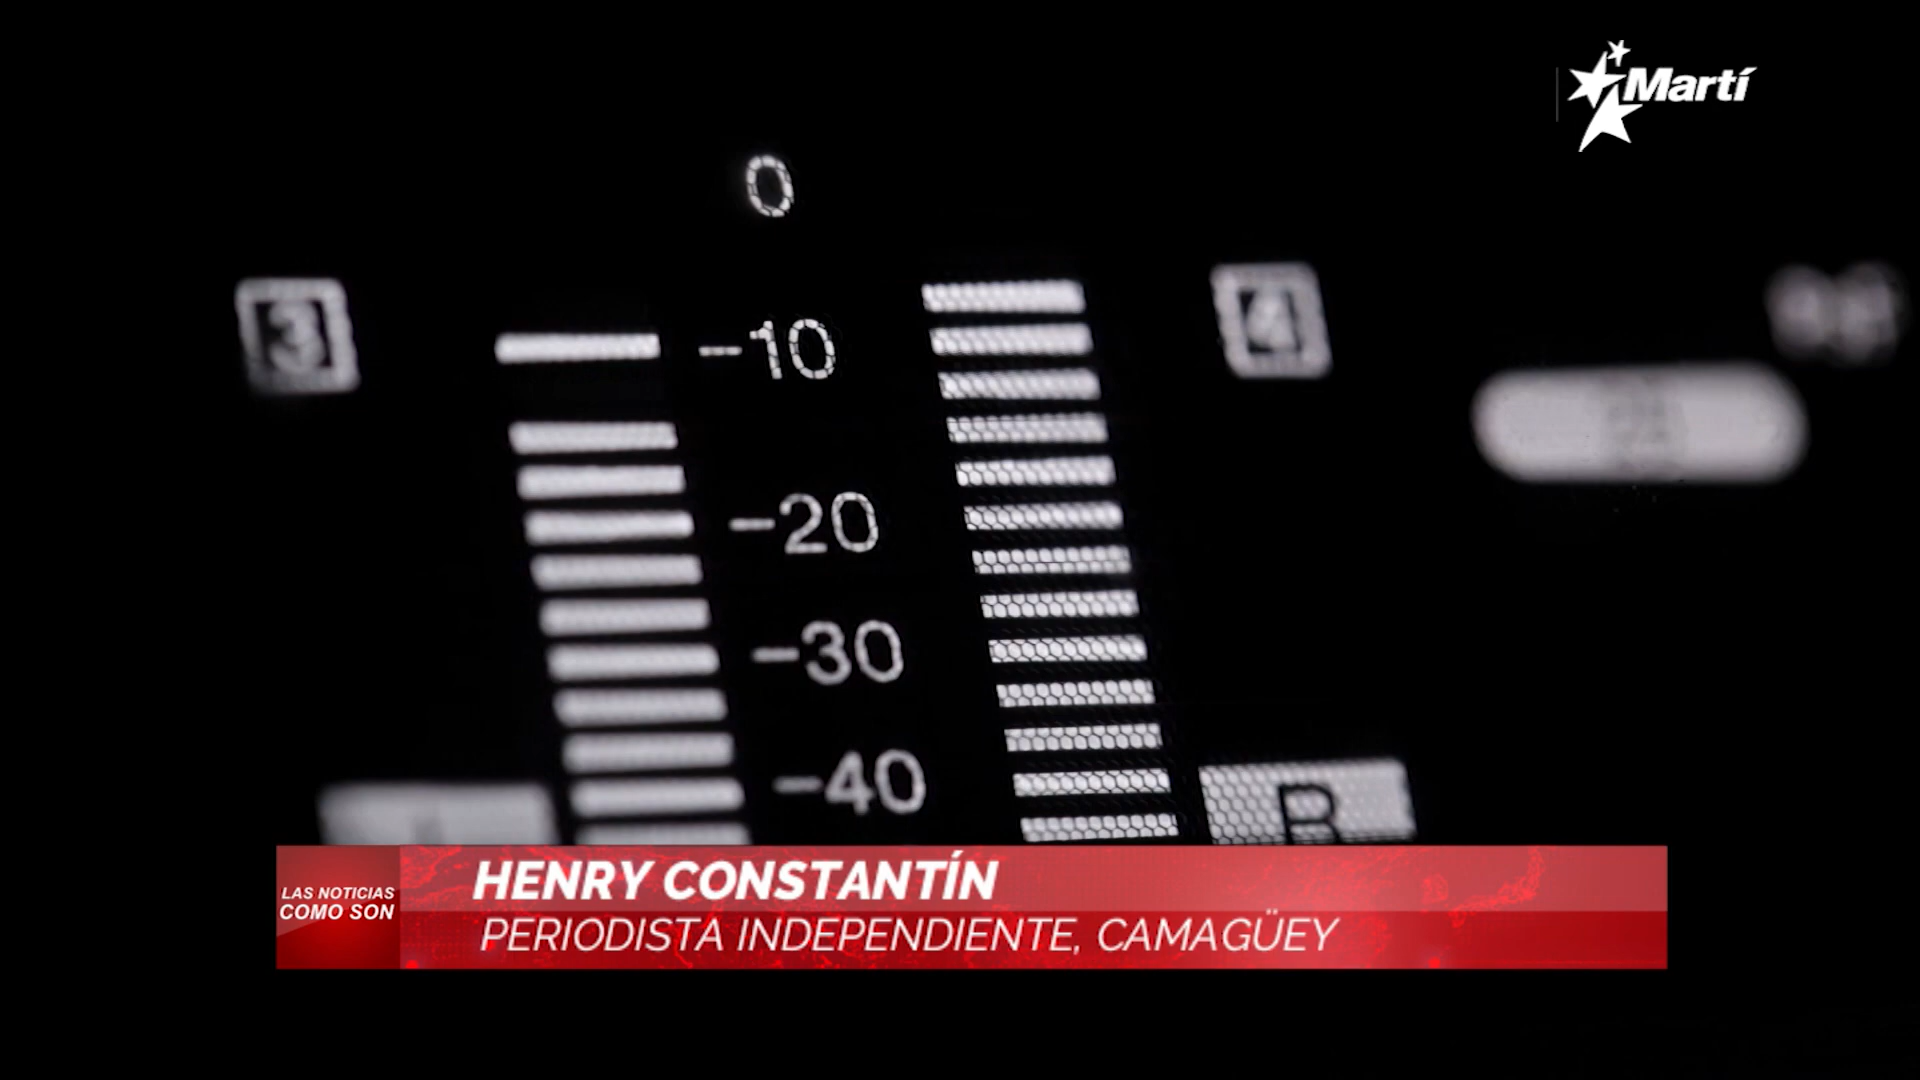 Martí
0
3
4
-10
-20
-30
-40
R
LAS NOTICIAS
COMO SON
HENRY CONSTANTÍN
PERIODISTA INDEPENDIENTE, CAMAGÜEY